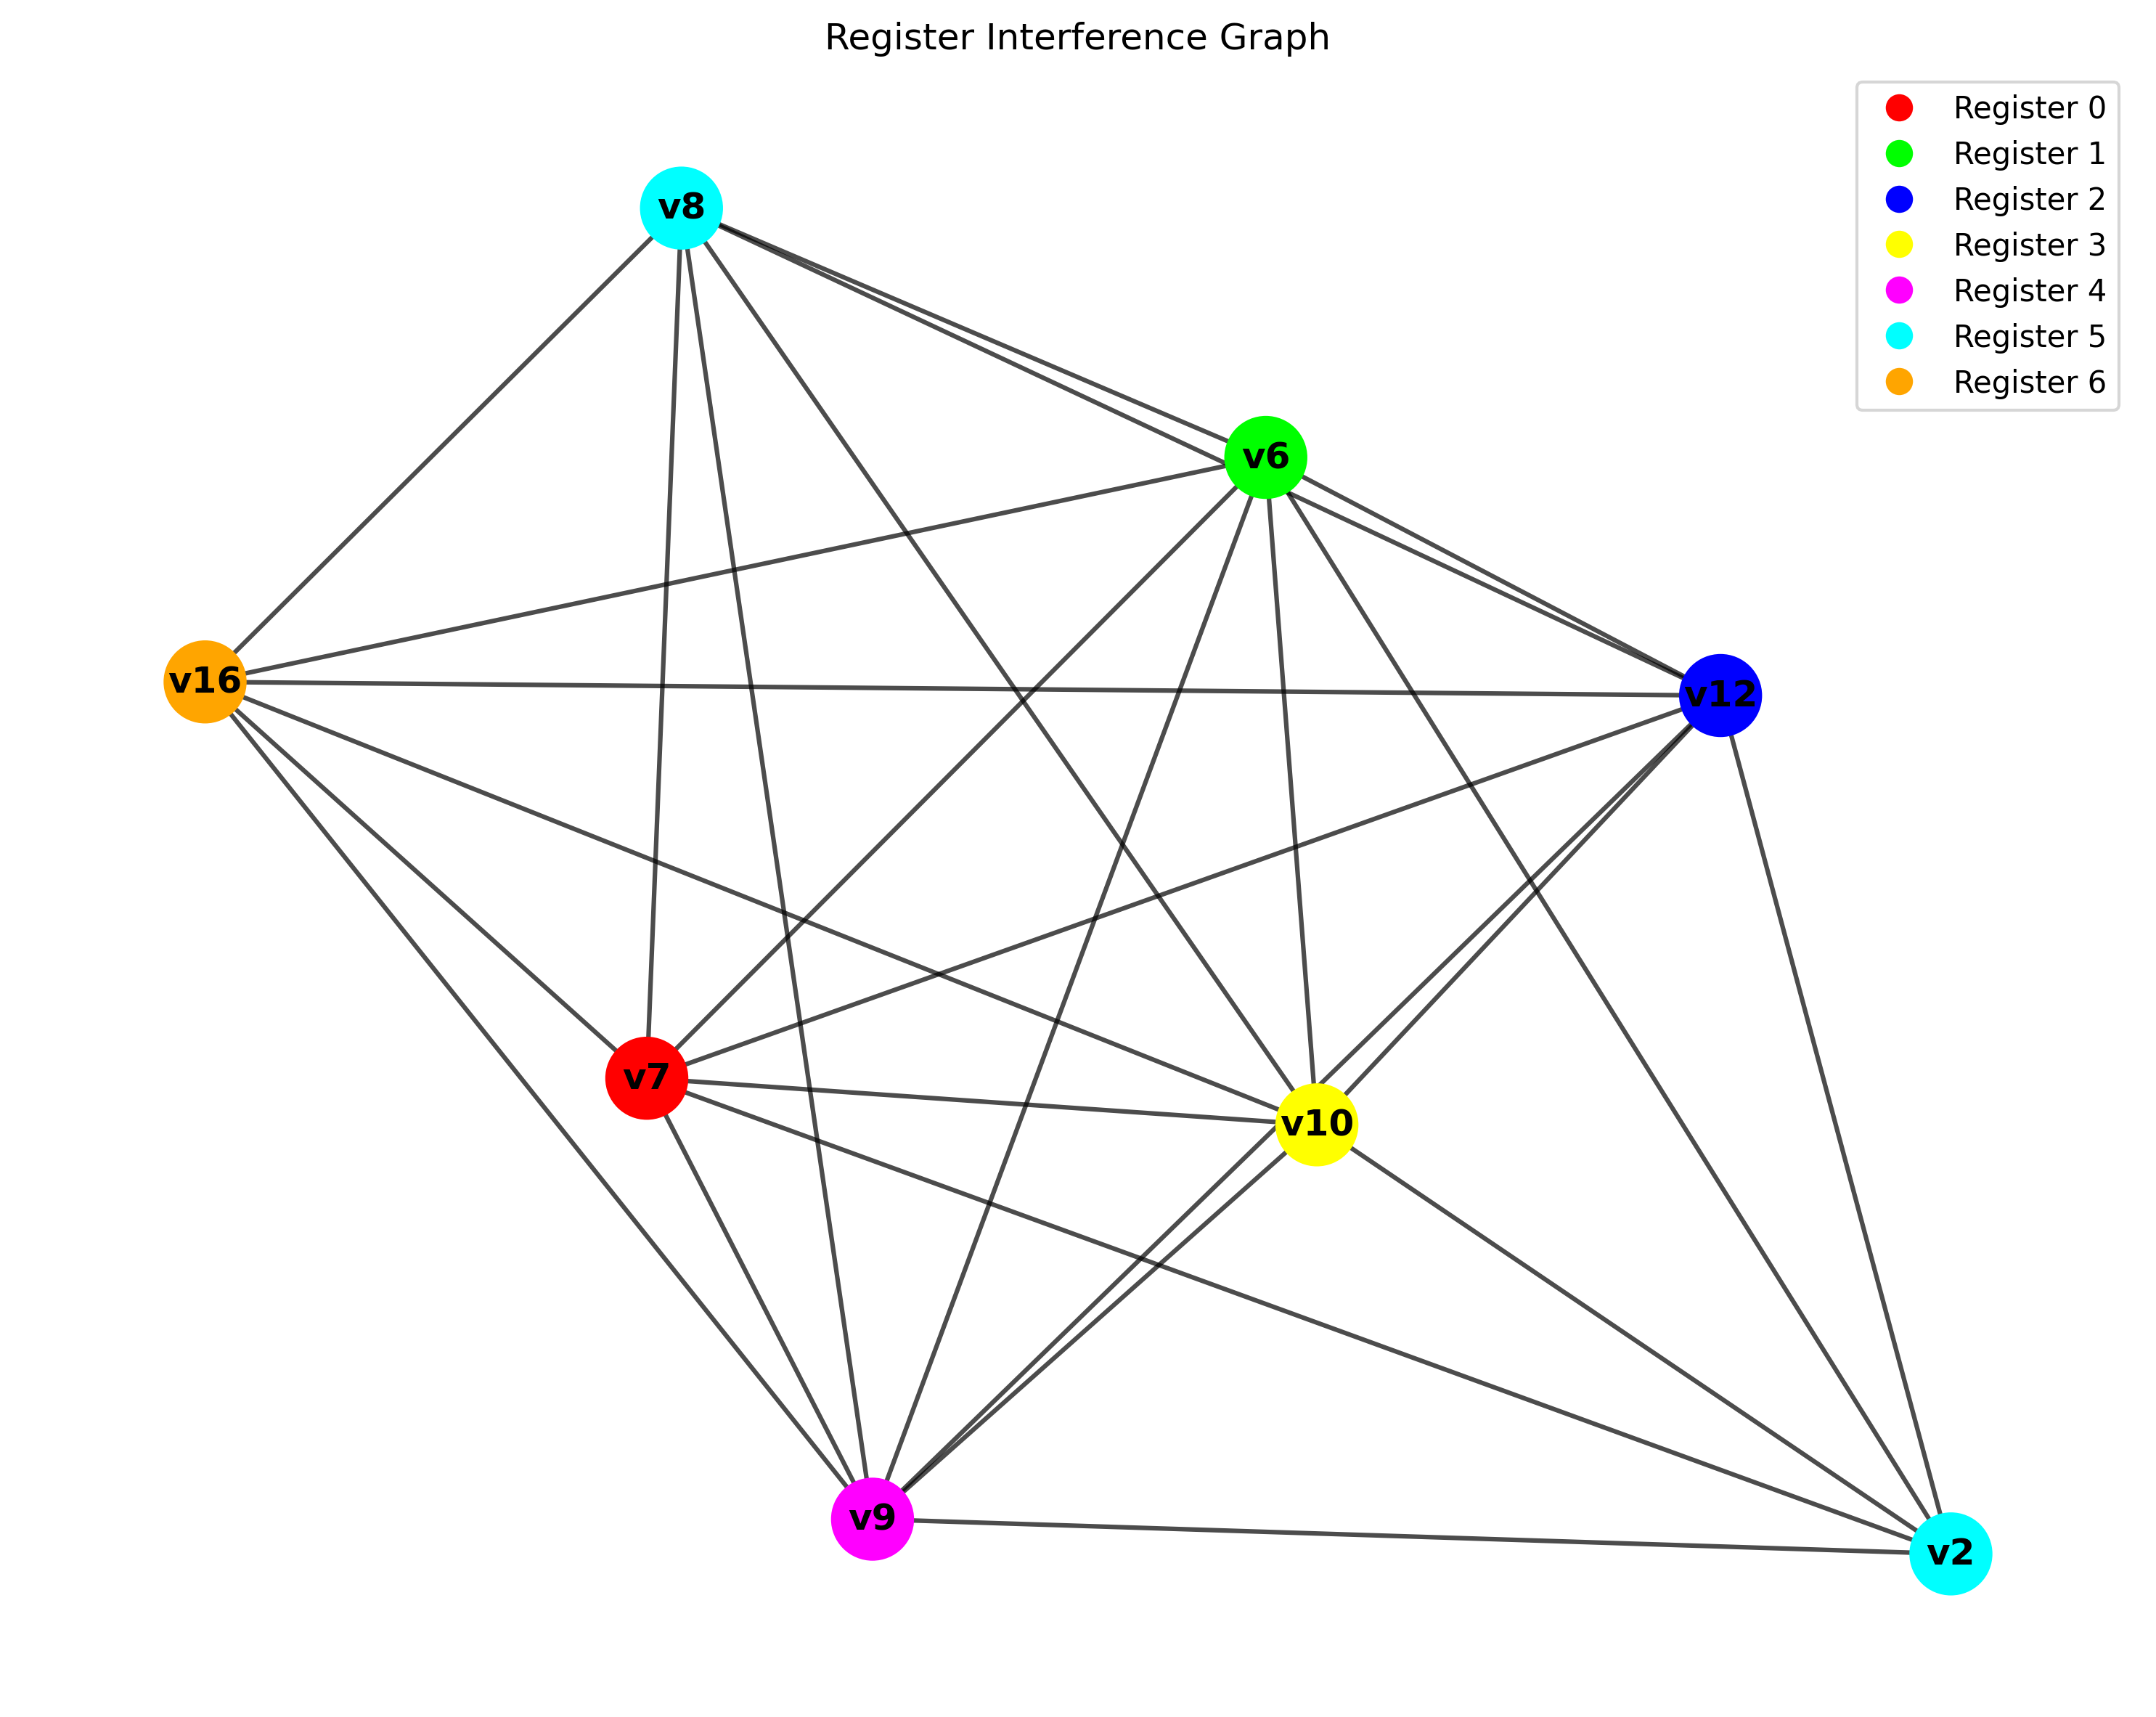 Register Interference Graph
Register 0
Register 1
Register 2
Register 3
Register 4
Register 5
Register 6
v8
v6
v16
v12
v7
v10
v9
v2